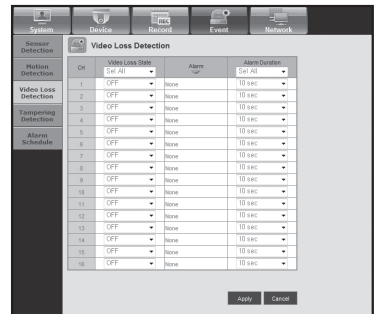 System Device Record Event Network
REC
Sensor Detection
Motion Detection
Video Loss Detection
Tampering Detection
Alarm Schedule
Video Loss Detection
CH Video Loss State Alarm Alarm Duration
Sel All Sel All
1 OFF None 10 sec
2 OFF None 10 sec
3 OFF None 10 sec
4 OFF None 10 sec
5 OFF None 10 sec
6 OFF None 10 sec
7 OFF None 10 sec
8 OFF None 10 sec
9 OFF None 10 sec
10 OFF None 10 sec
11 OFF None 10 sec
12 OFF None 10 sec
13 OFF None 10 sec
14 OFF None 10 sec
15 OFF None 10 sec
16 OFF None 10 sec
Apply Cancel